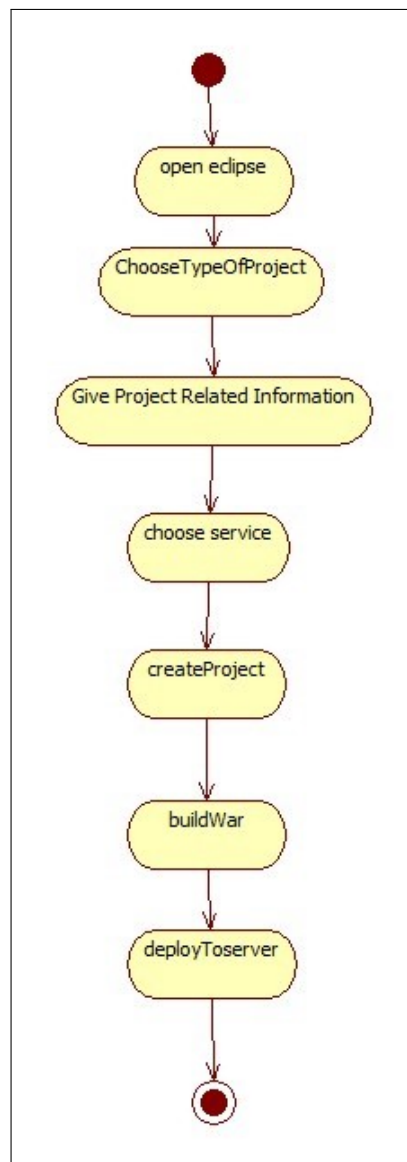 open eclipse
ChooseTypeOfProject
Give Project Related Information
choose service
createProject
buildWar
deployToserver